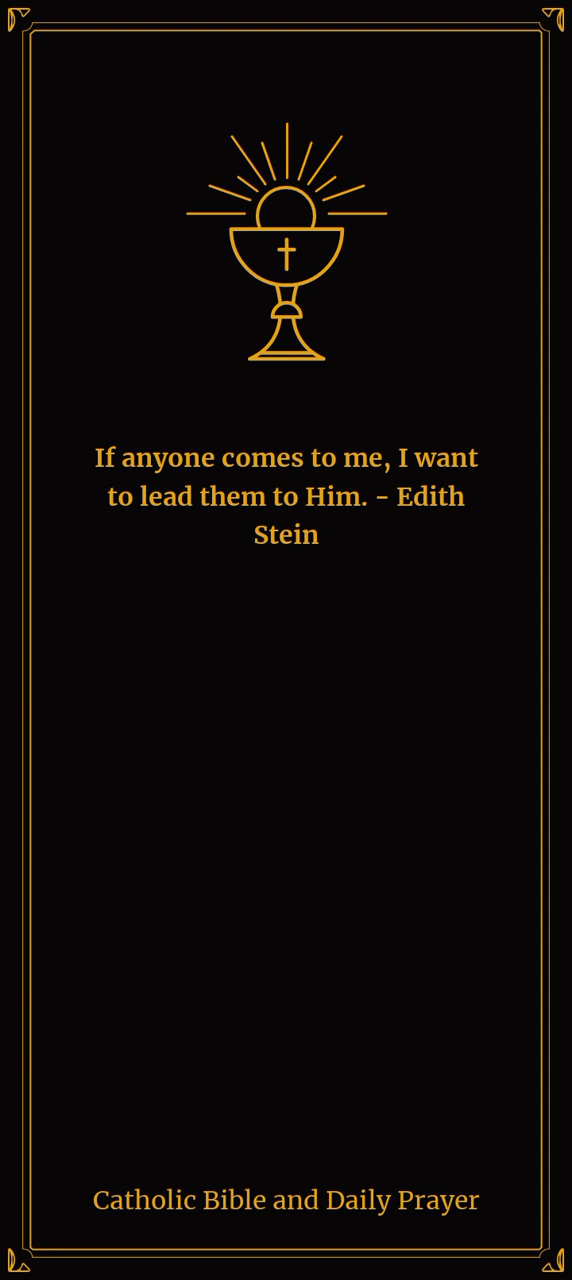 If anyone comes to me, I want
to lead them to Him. - Edith
Stein
Catholic Bible and Daily Prayer